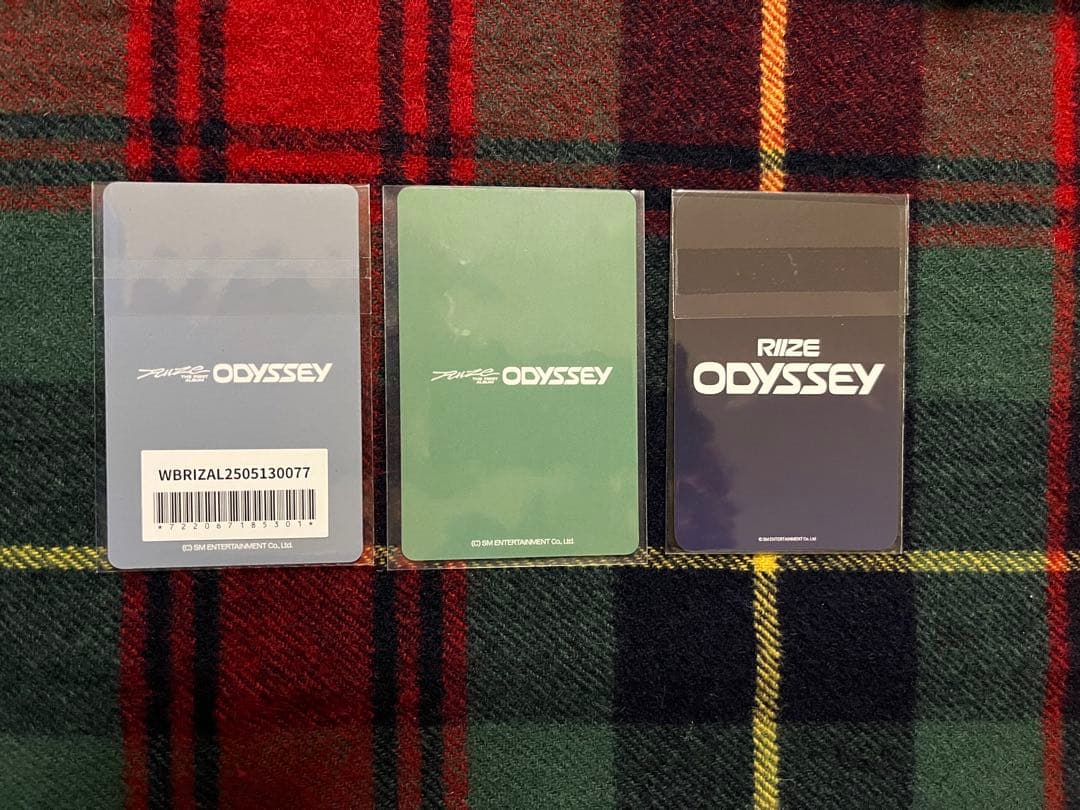 RIIZE
THE FIRST
ALBUM
ODYSSEY
WBRIZAL2505130077
*722067185301*
(C) SM ENTERTAINMENT Co., Ltd.
RIIZE
THE FIRST
ALBUM
ODYSSEY
(C) SM ENTERTAINMENT Co., Ltd.
RIIZE
ODYSSEY
© SM ENTERTAINMENT Co., Ltd